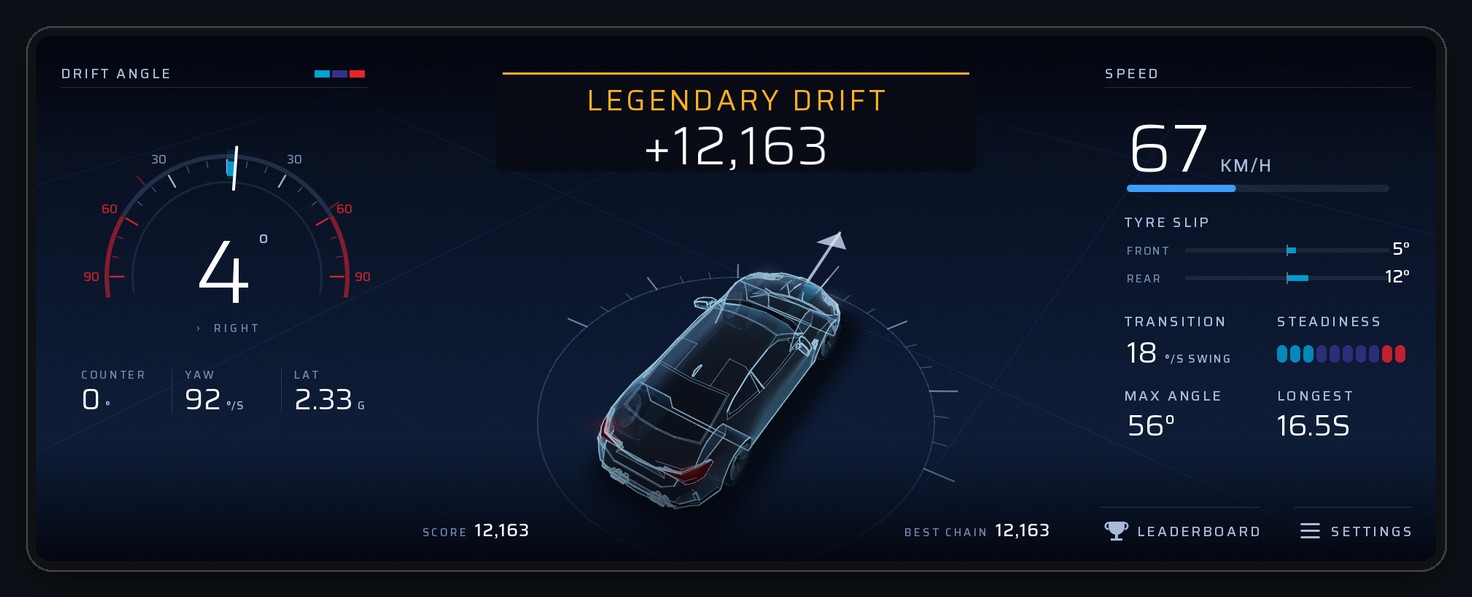 DRIFT ANGLE
30
30
60
60
90
90
4°
› RIGHT
COUNTER
0 °
YAW
92 °/S
LAT
2.33 G
LEGENDARY DRIFT
+12,163
SCORE 12,163
BEST CHAIN 12,163
SPEED
67 KM/H
TYRE SLIP
FRONT 5°
REAR 12°
TRANSITION
18 °/S SWING
STEADINESS
MAX ANGLE
56°
LONGEST
16.5S
LEADERBOARD
SETTINGS